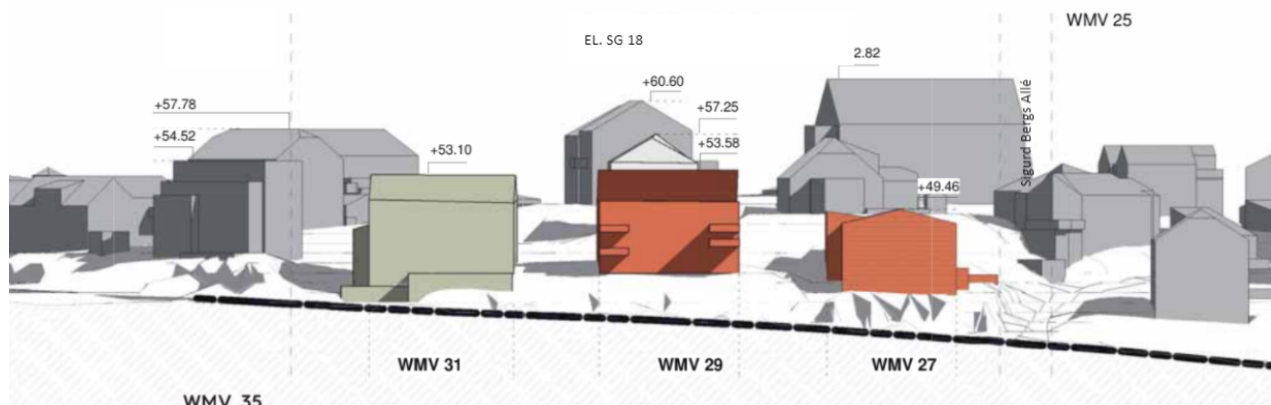 WMV 25
EL. SG 18
2.82
+60.60
+57.78
+57.25
+54.52
+53.10
+53.58
Sigurd Bergs Allé
+49.46
WMV 31
WMV 29
WMV 27
WMV 35